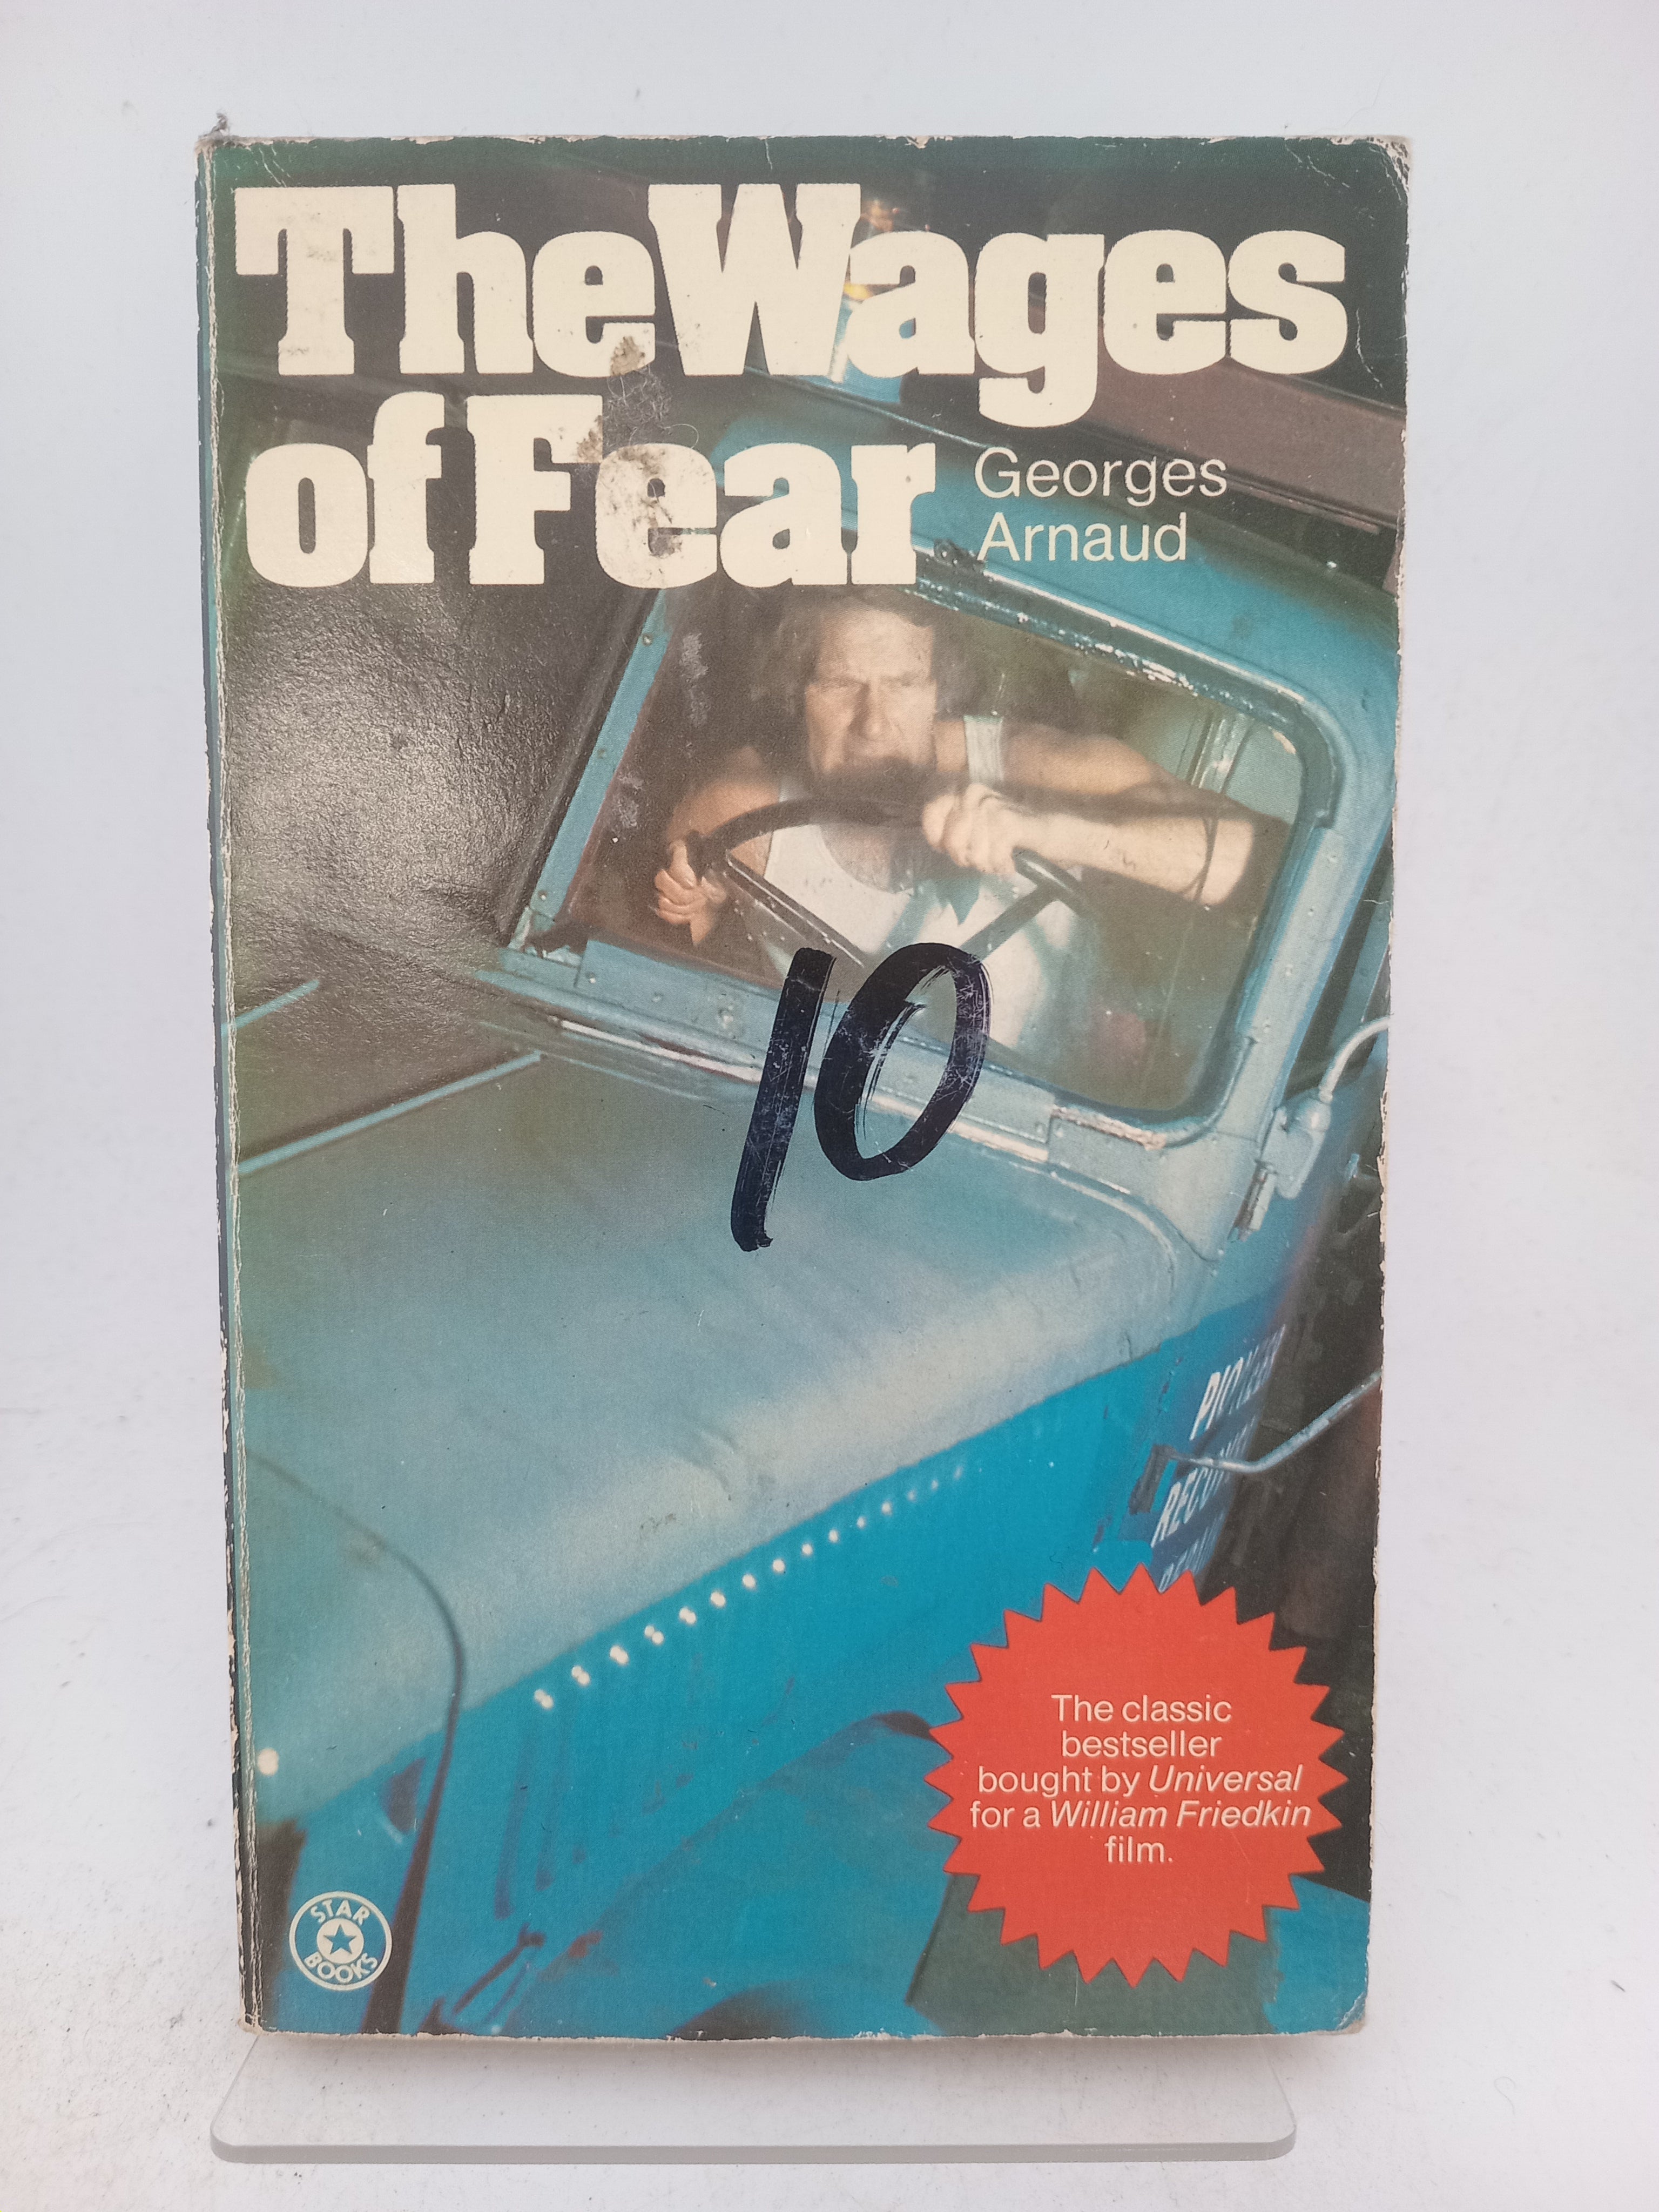 The Wages
of Fear
Georges
Arnaud
10
The classic
bestseller
bought by Universal
for a William Friedkin
film.
STAR
BOOKS